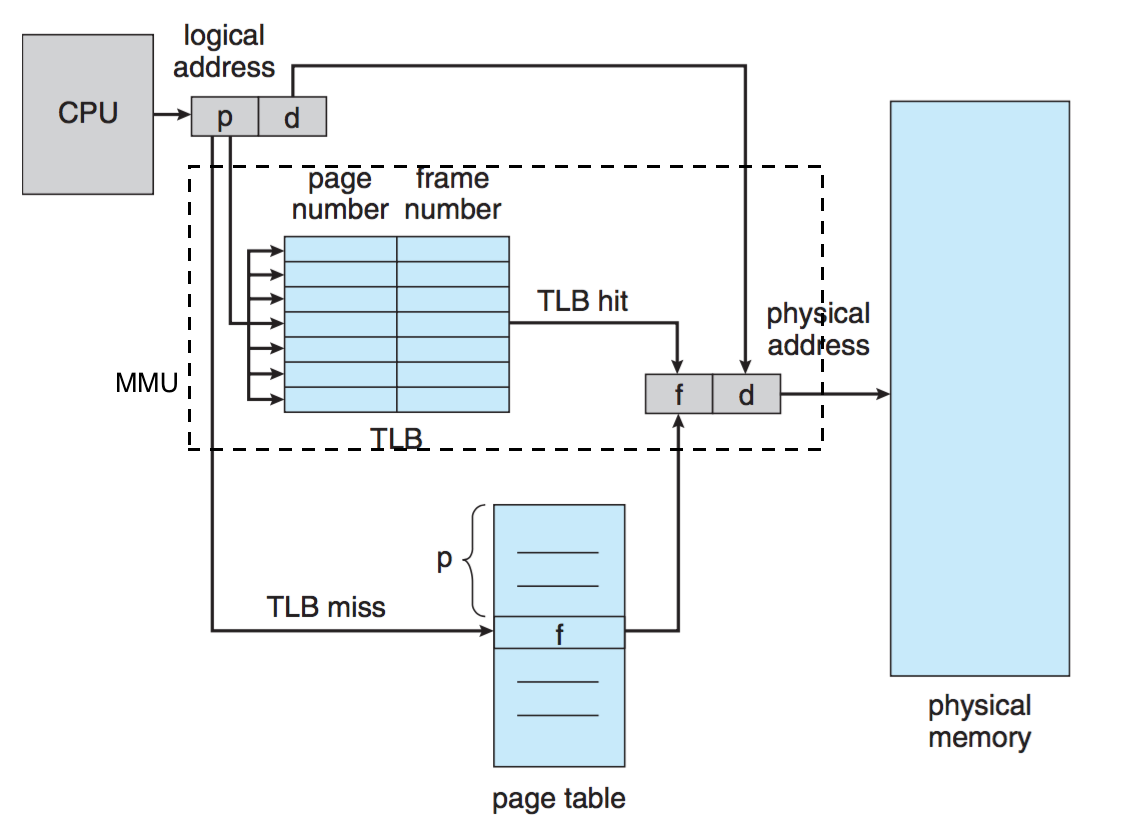 logical
address
CPU
p
d
page
number
frame
number
TLB hit
physical
address
MMU
f
d
TLB
p
TLB miss
f
physical
memory
page table